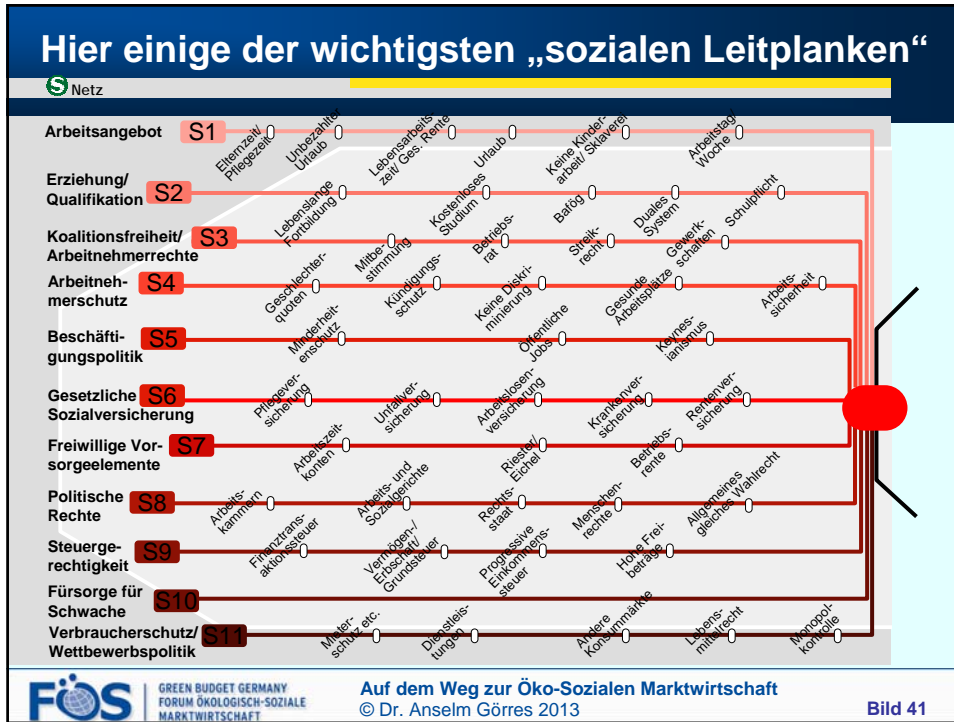 Hier einige der wichtigsten „sozialen Leitplanken“
S Netz
Arbeitsangebot
S1
Elternzeit/
Pflegezeit
Unbezahlter
Urlaub
Lebensarbeits
zeit/ Ges. Rente
Urlaub
Keine Kinder-
arbeit/ Sklaverei
Arbeitstag/
Woche
Erziehung/
Qualifikation
S2
Lebenslange
Fortbildung
Kostenloses
Studium
Bafög
Duales
System
Schulpflicht
Koalitionsfreiheit/
Arbeitnehmerrechte
S3
Mitbe-
stimmung
Betriebs-
rat
Streik-
recht
Gewerk-
schaften
Arbeitneh-
merschutz
S4
Geschlechter-
quoten
Kündigungs-
schutz
Keine Diskri-
minierung
Gesunde
Arbeitsplätze
Arbeits-
sicherheit
Beschäfti-
gungspolitik
S5
Minderheit-
enschutz
Öffentliche
Jobs
Keynes-
ianismus
Gesetzliche
Sozialversicherung
S6
Pflegever-
sicherung
Unfallver-
sicherung
Arbeitslosen-
versicherung
Krankenver-
sicherung
Rentenver-
sicherung
Freiwillige Vor-
sorgeelemente
S7
Arbeitszeit-
konten
Riester/
Eichel
Betriebs-
rente
Politische
Rechte
S8
Arbeits-
kammern
Arbeits- und
Sozialgerichte
Rechts-
staat
Menschen-
rechte
Allgemeines
gleiches Wahlrecht
Steuerge-
rechtigkeit
S9
Finanztrans-
aktionssteuer
Vermögen-/
Erbschaft/
Grundsteuer
Progressive
Einkommens-
steuer
Hohe Frei-
beträge
Fürsorge für
Schwache
S10
Verbraucherschutz/
Wettbewerbspolitik
S11
Mieter-
schutz etc.
Dienstleis-
tungen
Andere
Konsummärkte
Lebens-
mittelrecht
Monopol-
kontrolle
FÖS
GREEN BUDGET GERMANY
FORUM ÖKOLOGISCH-SOZIALE
MARKTWIRTSCHAFT
Auf dem Weg zur Öko-Sozialen Marktwirtschaft
© Dr. Anselm Görres 2013
Bild 41